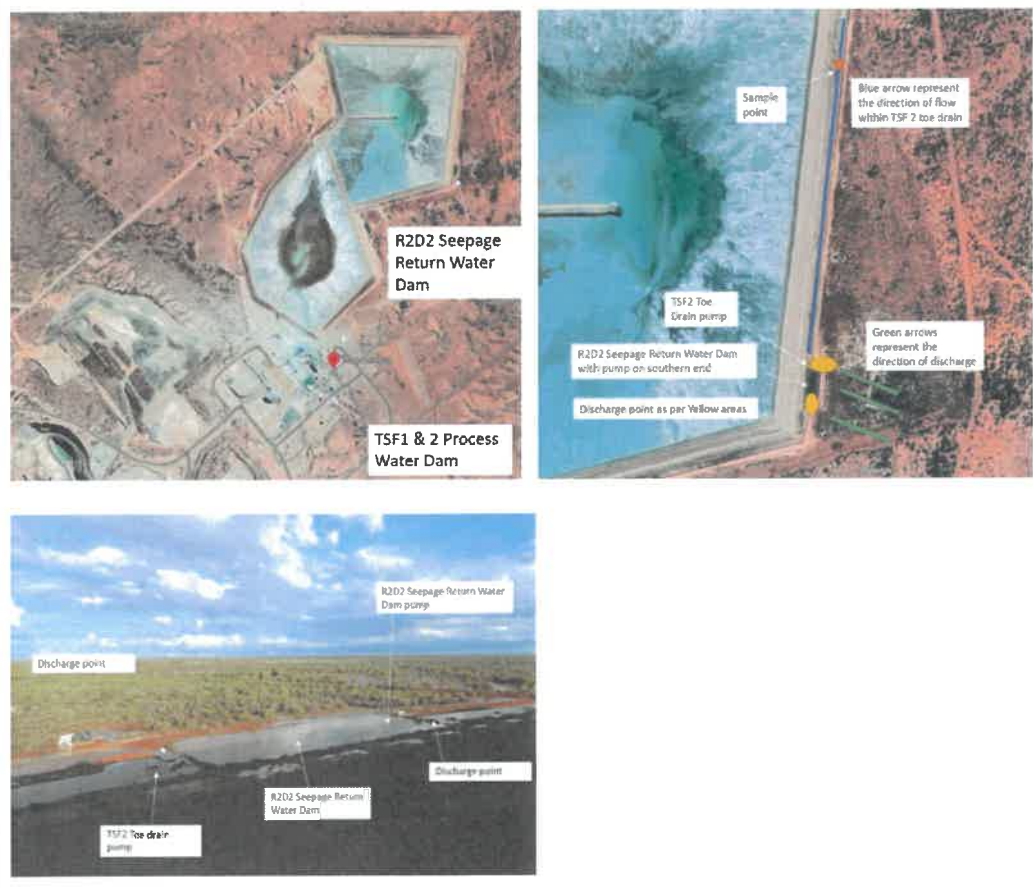 R2D2 Seepage
Return Water
Dam
TSF1 & 2 Process
Water Dam
Sample
point
Blue arrow represent
the direction of flow
within TSF 2 toe drain
TSF2 Toe
Drain pump
R2D2 Seepage Return Water Dam
with pump on southern end
Discharge point as per Yellow areas
Green arrows
represent the
direction of discharge
R2D2 Seepage Return Water
Dam pump
Discharge point
Discharge point
R2D2 Seepage Return
Water Dam
TSF2 Toe drain
pump